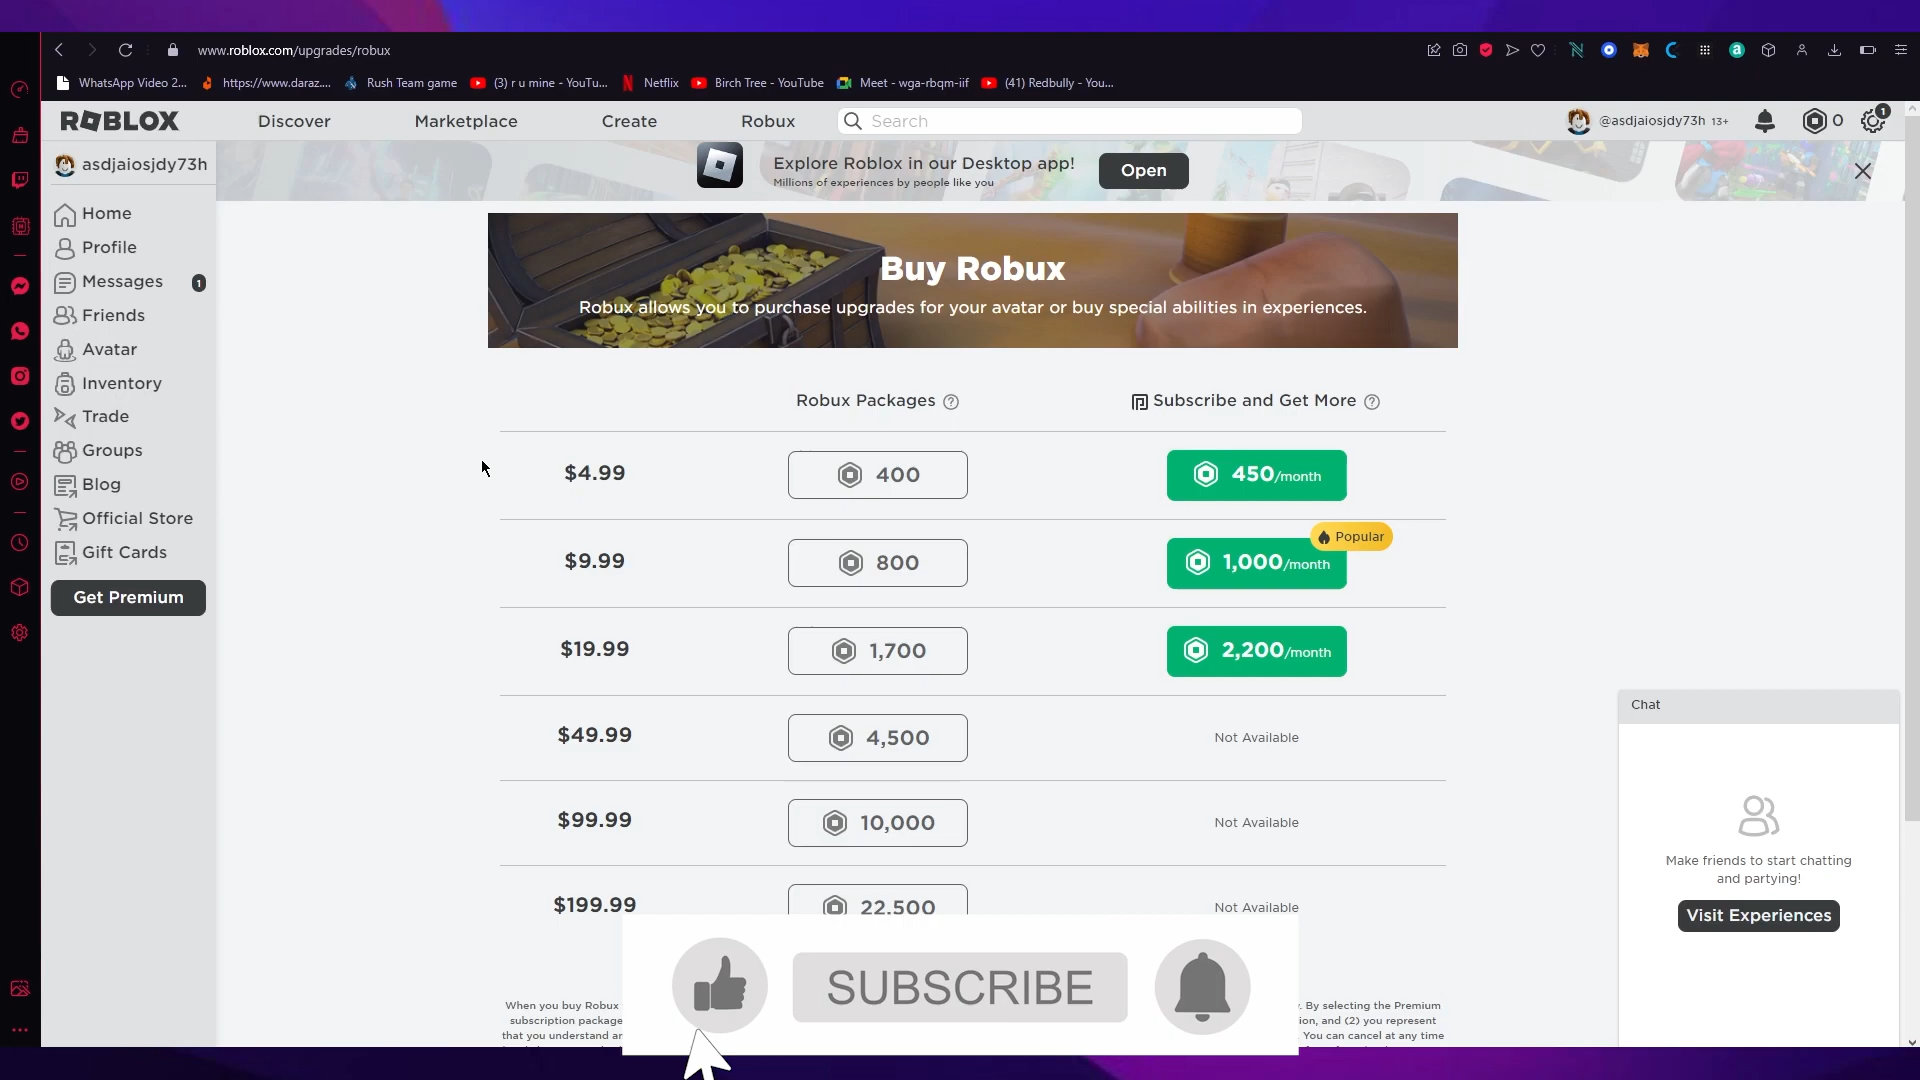 www.roblox.com/upgrades/robux
WhatsApp Video 2...
https://www.daraz....
Rush Team game
(3) r u mine - YouTu...
Netflix
Birch Tree - YouTube
Meet - wga-rbqm-iif
(41) Redbully - You...
ROBLOX
Discover
Marketplace
Create
Robux
Search
@asdjaiosjdy73h 13+
0
1
asdjaiosjdy73h
Explore Roblox in our Desktop app!
Millions of experiences by people like you
Open
Home
Profile
Messages 1
Friends
Avatar
Inventory
Trade
Groups
Blog
Official Store
Gift Cards
Get Premium
Buy Robux
Robux allows you to purchase upgrades for your avatar or buy special abilities in experiences.
Robux Packages
Subscribe and Get More
$4.99 400 450/month
Popular
$9.99 800 1,000/month
$19.99 1,700 2,200/month
$49.99 4,500 Not Available
$99.99 10,000 Not Available
$199.99 22,500 Not Available
When you buy Robux
. By selecting the Premium
subscription package
ion, and (2) you represent
that you understand an
. You can cancel at any time
SUBSCRIBE
Chat
Make friends to start chatting
and partying!
Visit Experiences